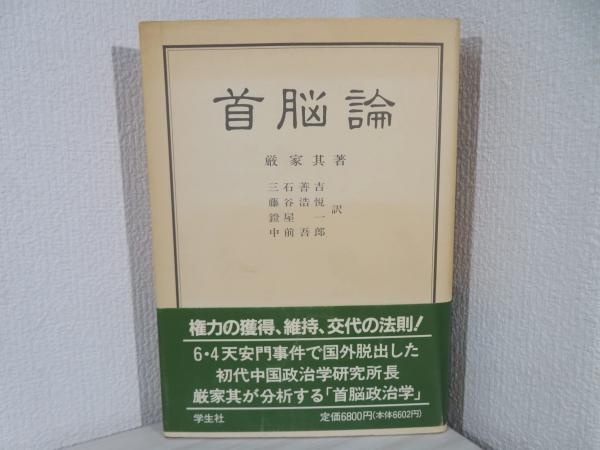 首脳論
厳家其著
三石善吉
藤谷浩悦
鐙屋一
中前吾郎
訳
権力の獲得、維持、交代の法則!
6・4天安門事件で国外脱出した
初代中国政治学研究所長
厳家其が分析する「首脳政治学」
学生社 定価6800円(本体6602円)